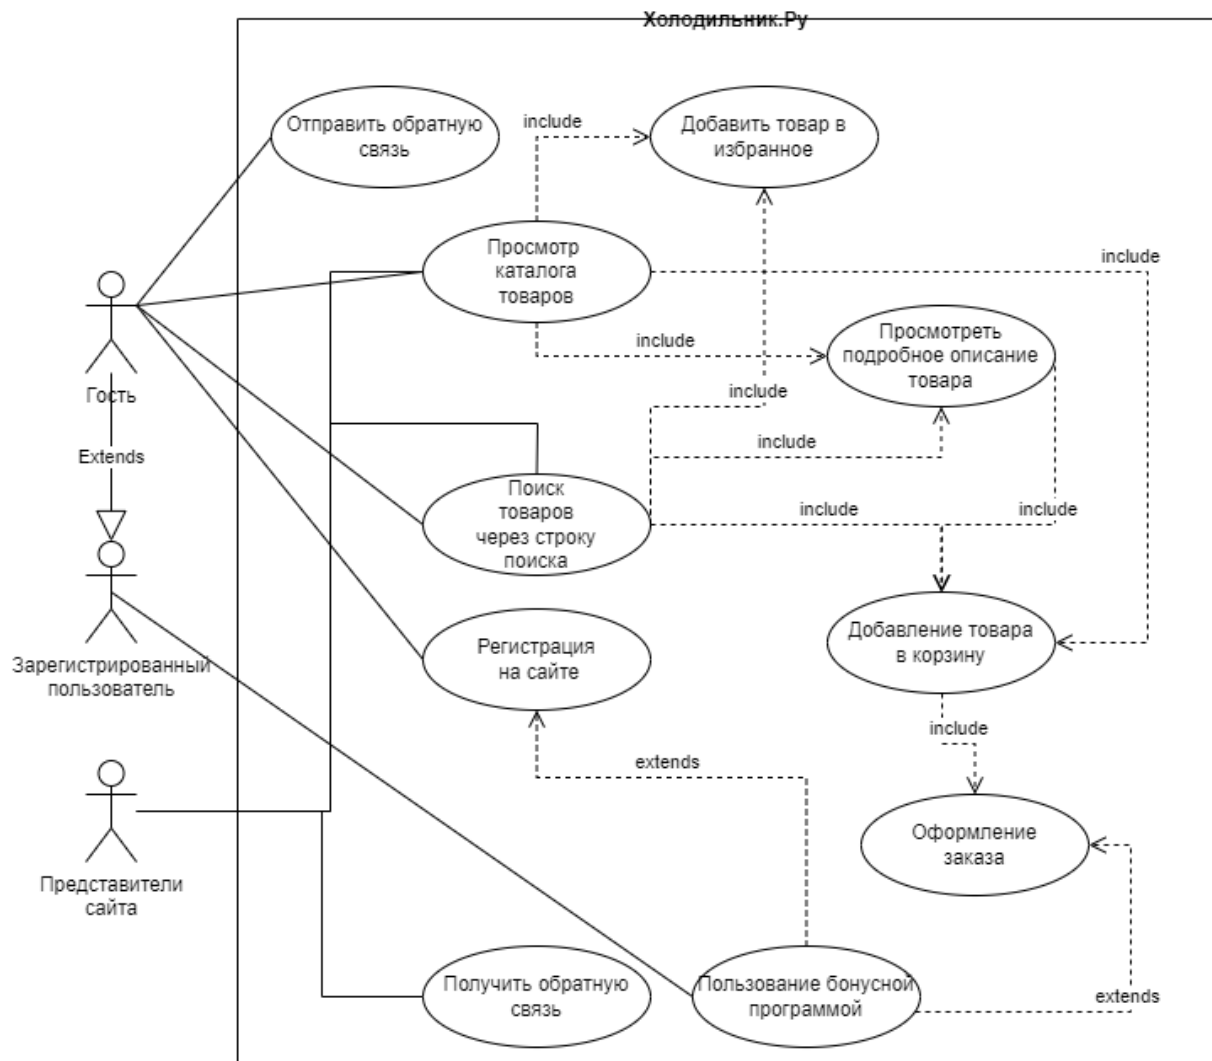 Холодильник.Ру
Отправить обратную
связь
include
Добавить товар в
избранное
Просмотр
каталога
товаров
include
include
Просмотреть
подробное описание
товара
Гость
include
include
Extends
Поиск
товаров
через строку
поиска
include
include
Зарегистрированный
пользователь
Регистрация
на сайте
Добавление товара
в корзину
include
extends
Представители
сайта
Оформление
заказа
Получить обратную
связь
Пользование бонусной
программой
extends